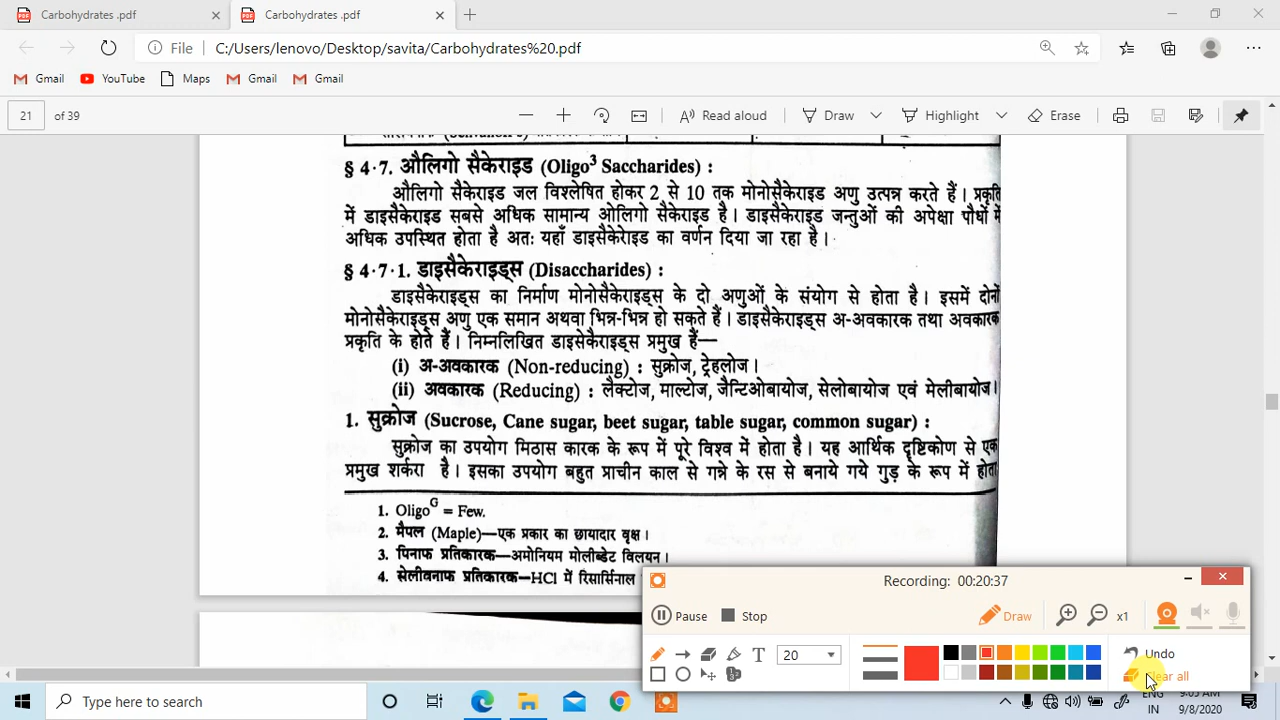 Carbohydrates .pdf
Carbohydrates .pdf
File C:/Users/lenovo/Desktop/savita/Carbohydrates%20.pdf
Gmail YouTube Maps Gmail Gmail
21 of 39 Read aloud Draw Highlight Erase
§ 4·7. औलिगो सैकेराइड (Oligo³ Saccharides) :
औलिगो सैकेराइड जल विश्लेषित होकर 2 से 10 तक मोनोसैकेराइड अणु उत्पन्न करते हैं। प्रकृति
में डाइसैकेराइड सबसे अधिक सामान्य ओलिगो सैकेराइड है। डाइसैकेराइड जन्तुओं की अपेक्षा पौधों में
अधिक उपस्थित होता है अतः यहाँ डाइसैकेराइड का वर्णन दिया जा रहा है।
§ 4·7·1. डाइसैकेराइड्स (Disaccharides) :
डाइसैकेराइड्स का निर्माण मोनोसैकेराइड्स के दो अणुओं के संयोग से होता है। इसमें दोनों
मोनोसैकेराइड्स अणु एक समान अथवा भिन्न-भिन्न हो सकते हैं। डाइसैकेराइड्स अ-अवकारक तथा अवकारक
प्रकृति के होते हैं। निम्नलिखित डाइसेकैराइड्स प्रमुख हैं—
(i) अ-अवकारक (Non-reducing) : सुक्रोज, ट्रेहलोज।
(ii) अवकारक (Reducing) : लैक्टोज, माल्टोज, जैन्टिओबायोज, सेलोबायोज एवं मेलीबायोज।
1. सुक्रोज (Sucrose, Cane sugar, beet sugar, table sugar, common sugar) :
सुक्रोज का उपयोग मिठास कारक के रूप में पूरे विश्व में होता है। यह आर्थिक दृष्टिकोण से एक
प्रमुख शर्करा है। इसका उपयोग बहुत प्राचीन काल से गन्ने के रस से बनाये गये गुड़ के रूप में होता
1. Oligoᴳ = Few.
2. मैपल (Maple)—एक प्रकार का छायादार वृक्ष।
3. पिनाफ प्रतिकारक—अमोनियम मोलीब्डेट विलयन।
4. सेलीवनाफ प्रतिकारक—HCl में रिसार्सिनाल
Recording: 00:20:37
Pause Stop Draw x1
T 20 Undo
ear all
Type here to search
ENG
IN 9/8/2020